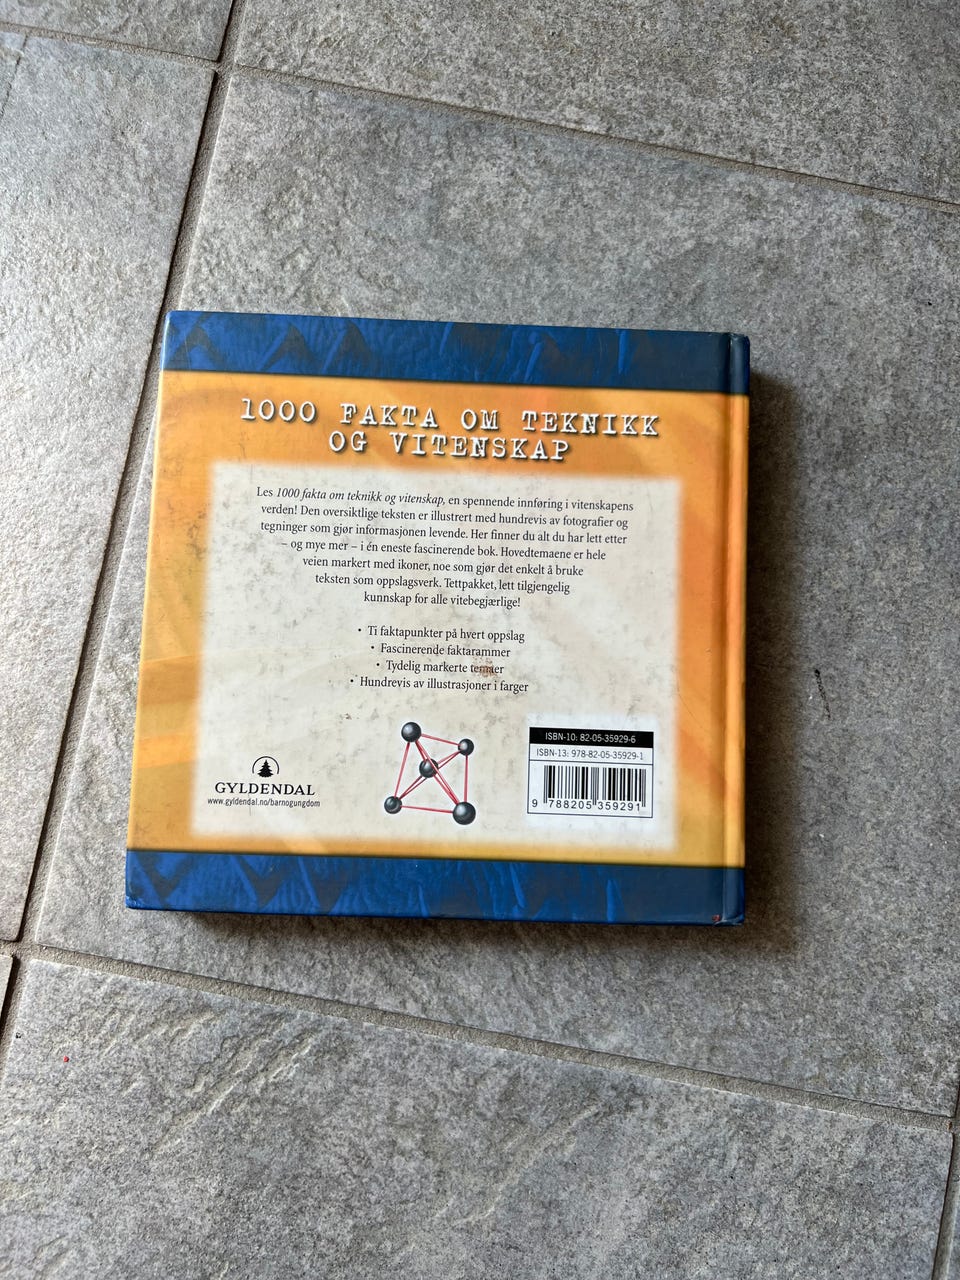 1000 FAKTA OM TEKNIKK
OG VITENSKAP
Les 1000 fakta om teknikk og vitenskap, en spennende innføring i vitenskapens
verden! Den oversiktlige teksten er illustrert med hundrevis av fotografier og
tegninger som gjør informasjonen levende. Her finner du alt du har lett etter
– og mye mer – i én eneste fascinerende bok. Hovedtemaene er hele
veien markert med ikoner, noe som gjør det enkelt å bruke
teksten som oppslagsverk. Tettpakket, lett tilgjengelig
kunnskap for alle vitebegjærlige!
• Ti faktapunkter på hvert oppslag
• Fascinerende faktarammer
• Tydelig markerte temaer
• Hundrevis av illustrasjoner i farger
GYLDENDAL
www.gyldendal.no/barnogungdom
ISBN-10: 82-05-35929-6
ISBN-13: 978-82-05-35929-1
9 788205 359291